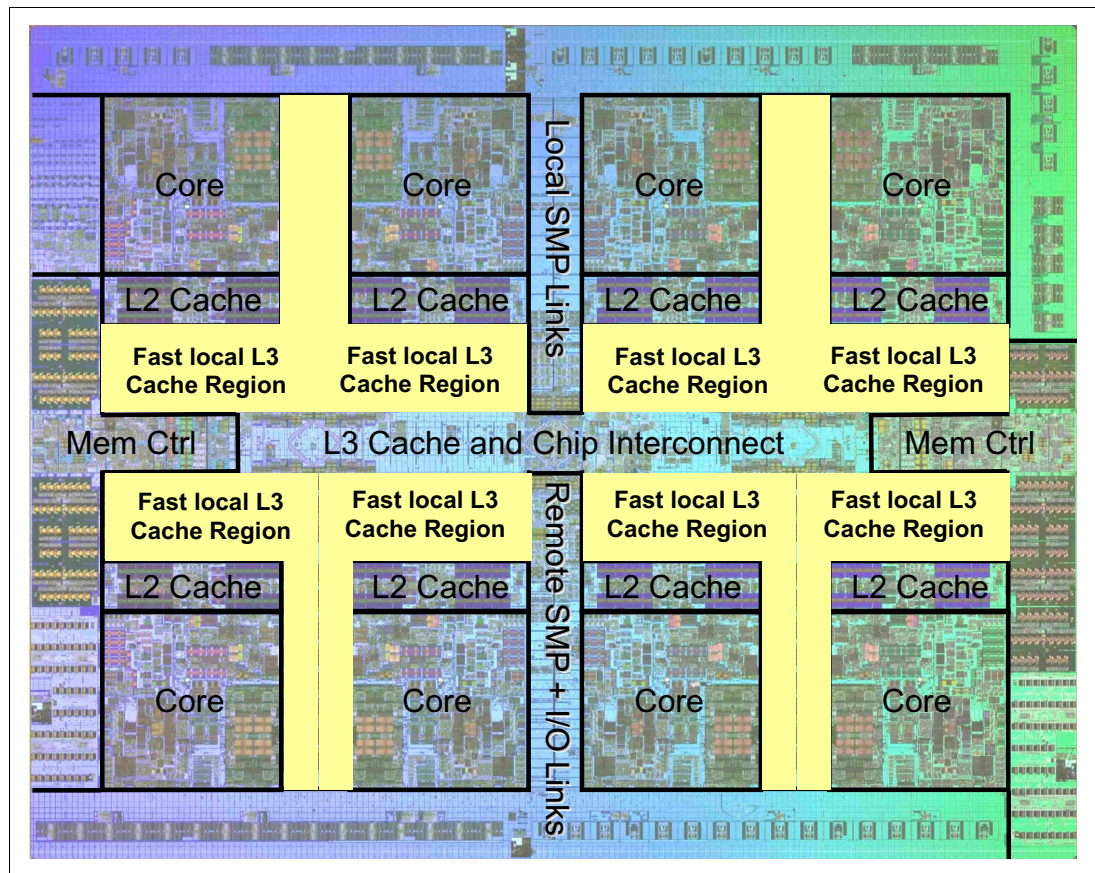 Core
Core
Core
Core
Local SMP Links
L2 Cache
L2 Cache
L2 Cache
L2 Cache
Fast local L3
Cache Region
Fast local L3
Cache Region
Fast local L3
Cache Region
Fast local L3
Cache Region
Mem Ctrl
L3 Cache and Chip Interconnect
Mem Ctrl
Fast local L3
Cache Region
Fast local L3
Cache Region
Fast local L3
Cache Region
Fast local L3
Cache Region
Remote SMP + I/O Links
L2 Cache
L2 Cache
L2 Cache
L2 Cache
Core
Core
Core
Core